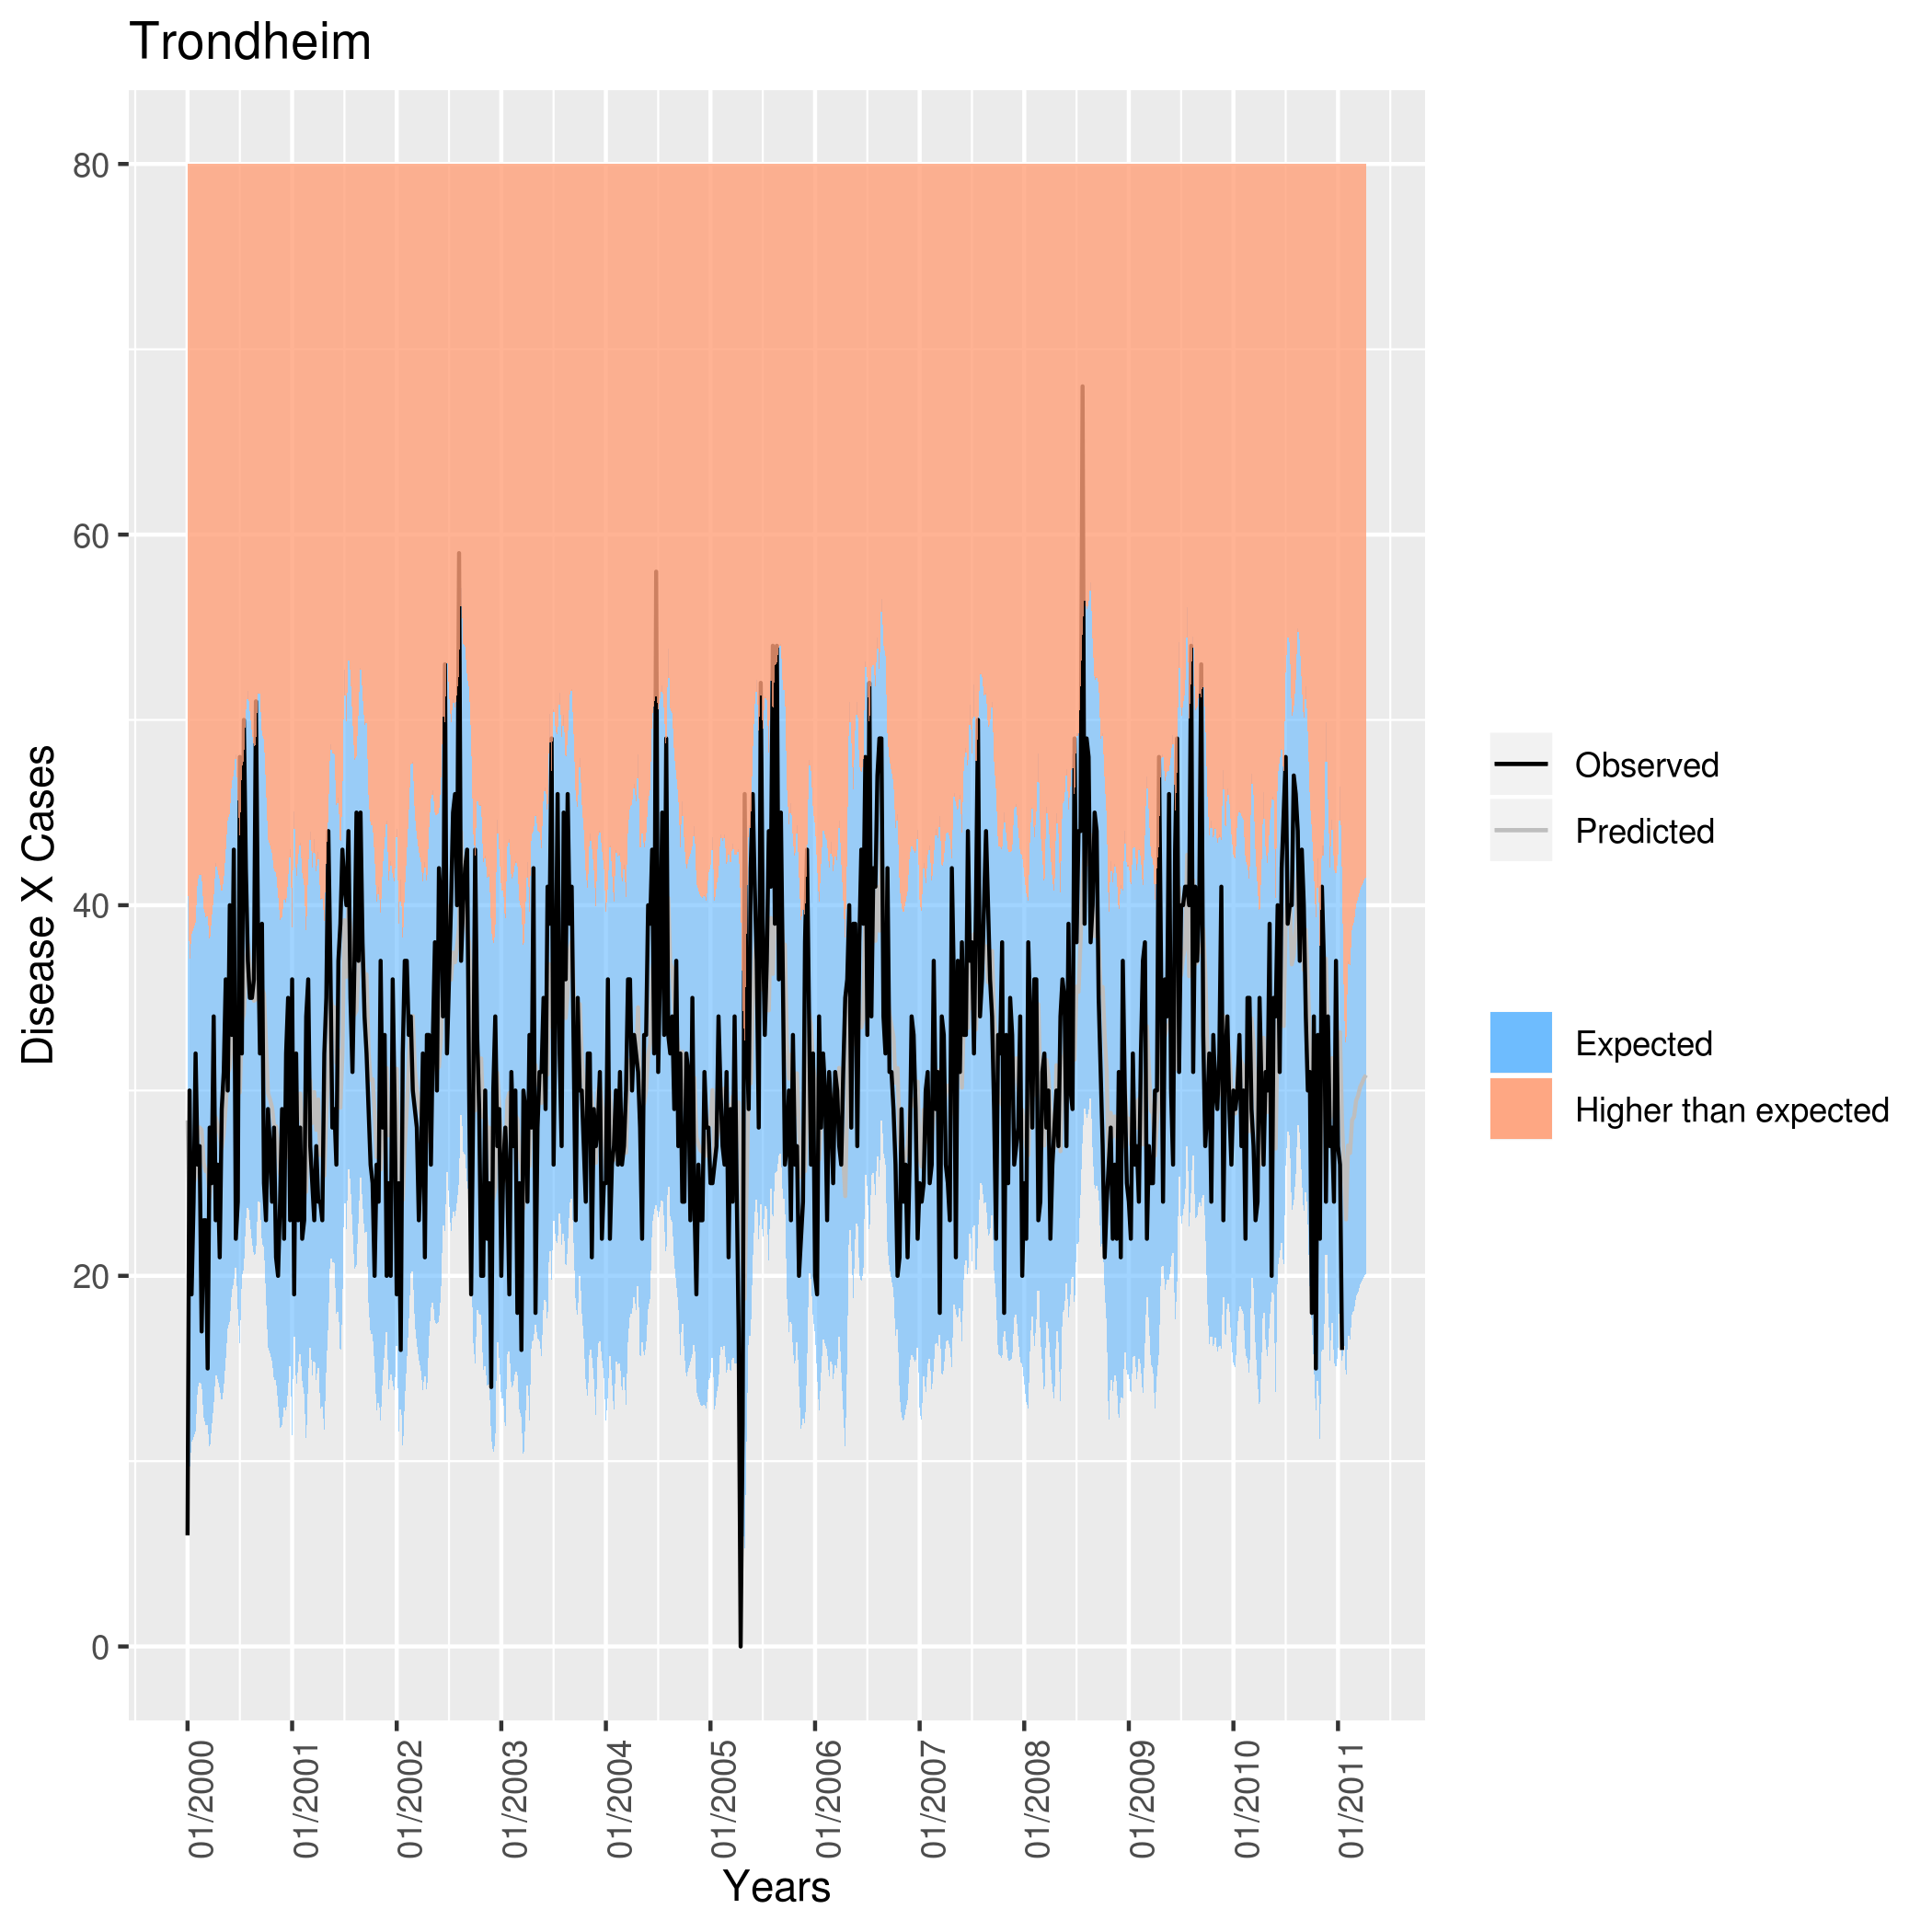 Trondheim
80
60
40
20
0
Disease X Cases
01/2000
01/2001
01/2002
01/2003
01/2004
01/2005
01/2006
01/2007
01/2008
01/2009
01/2010
01/2011
Years
Observed
Predicted
Expected
Higher than expected